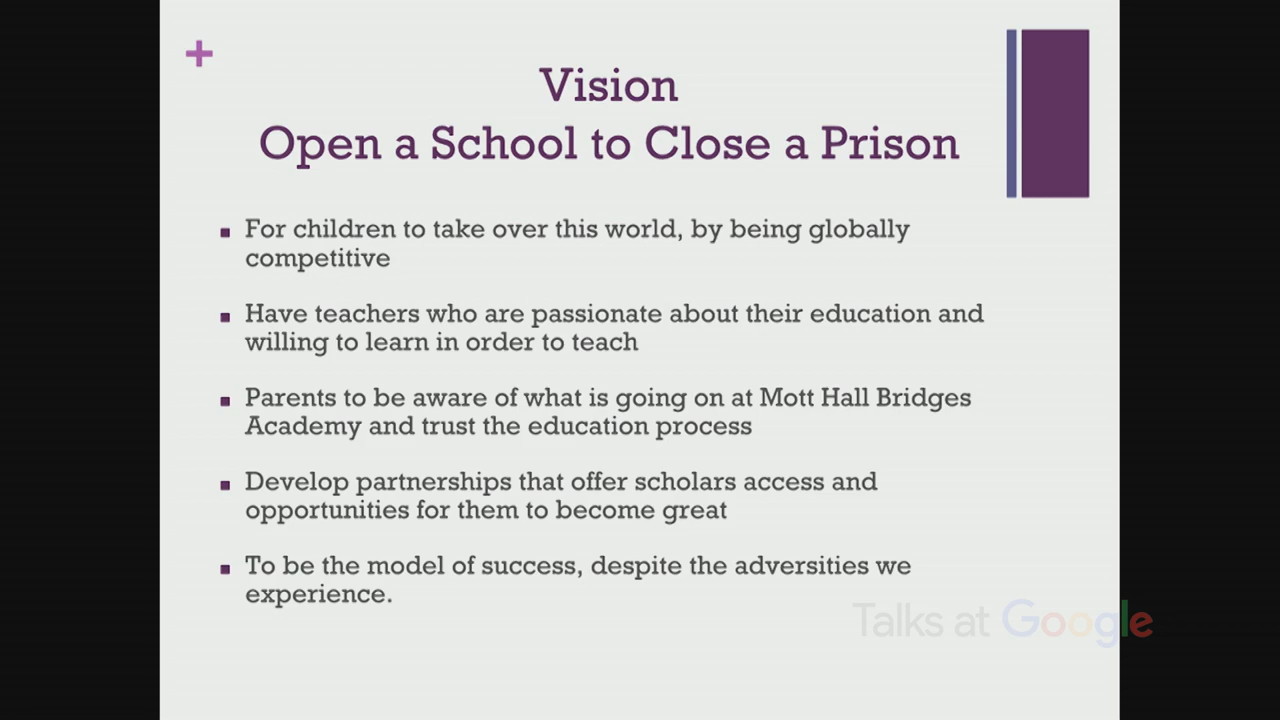 +
Vision
Open a School to Close a Prison
For children to take over this world, by being globally
competitive
Have teachers who are passionate about their education and
willing to learn in order to teach
Parents to be aware of what is going on at Mott Hall Bridges
Academy and trust the education process
Develop partnerships that offer scholars access and
opportunities for them to become great
To be the model of success, despite the adversities we
experience.
Talks at Google